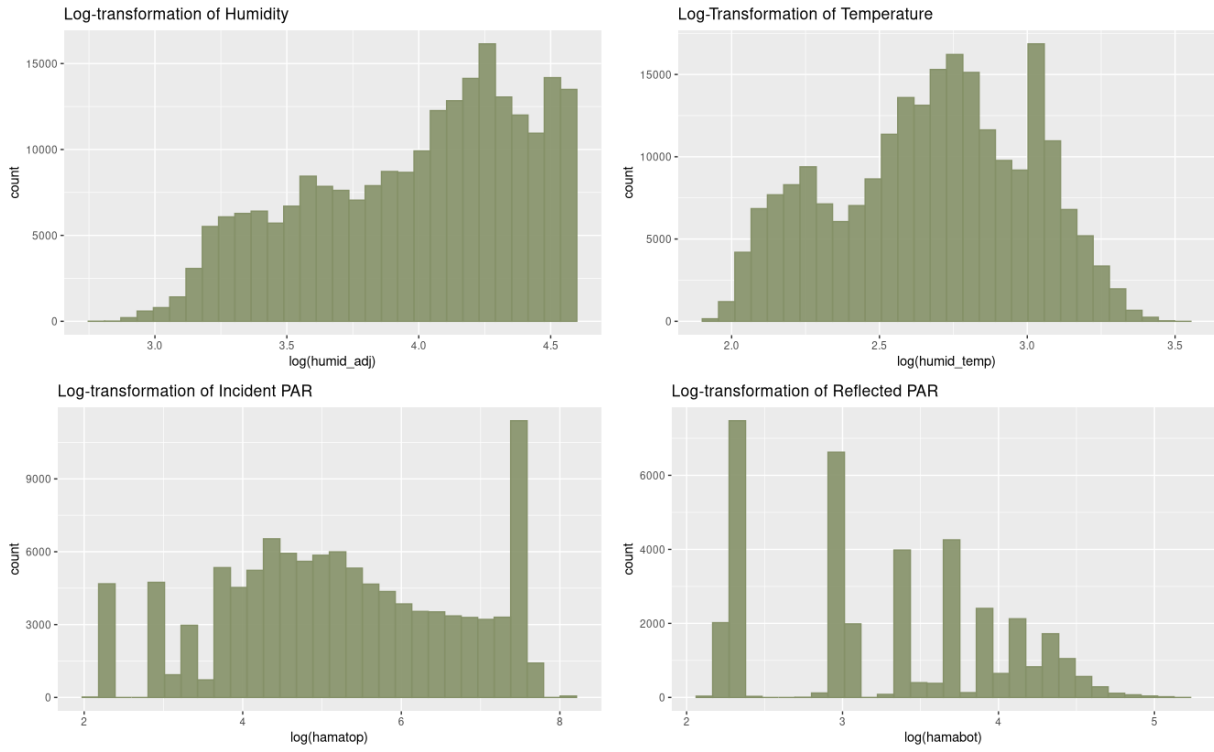 Log-transformation of Humidity
15000
10000
5000
0
count
3.0 3.5 4.0 4.5
log(humid_adj)
Log-Transformation of Temperature
15000
10000
5000
0
count
2.0 2.5 3.0 3.5
log(humid_temp)
Log-transformation of Incident PAR
9000
6000
3000
0
count
2 4 6 8
log(hamatop)
Log-transformation of Reflected PAR
6000
4000
2000
0
count
2 3 4 5
log(hamabot)